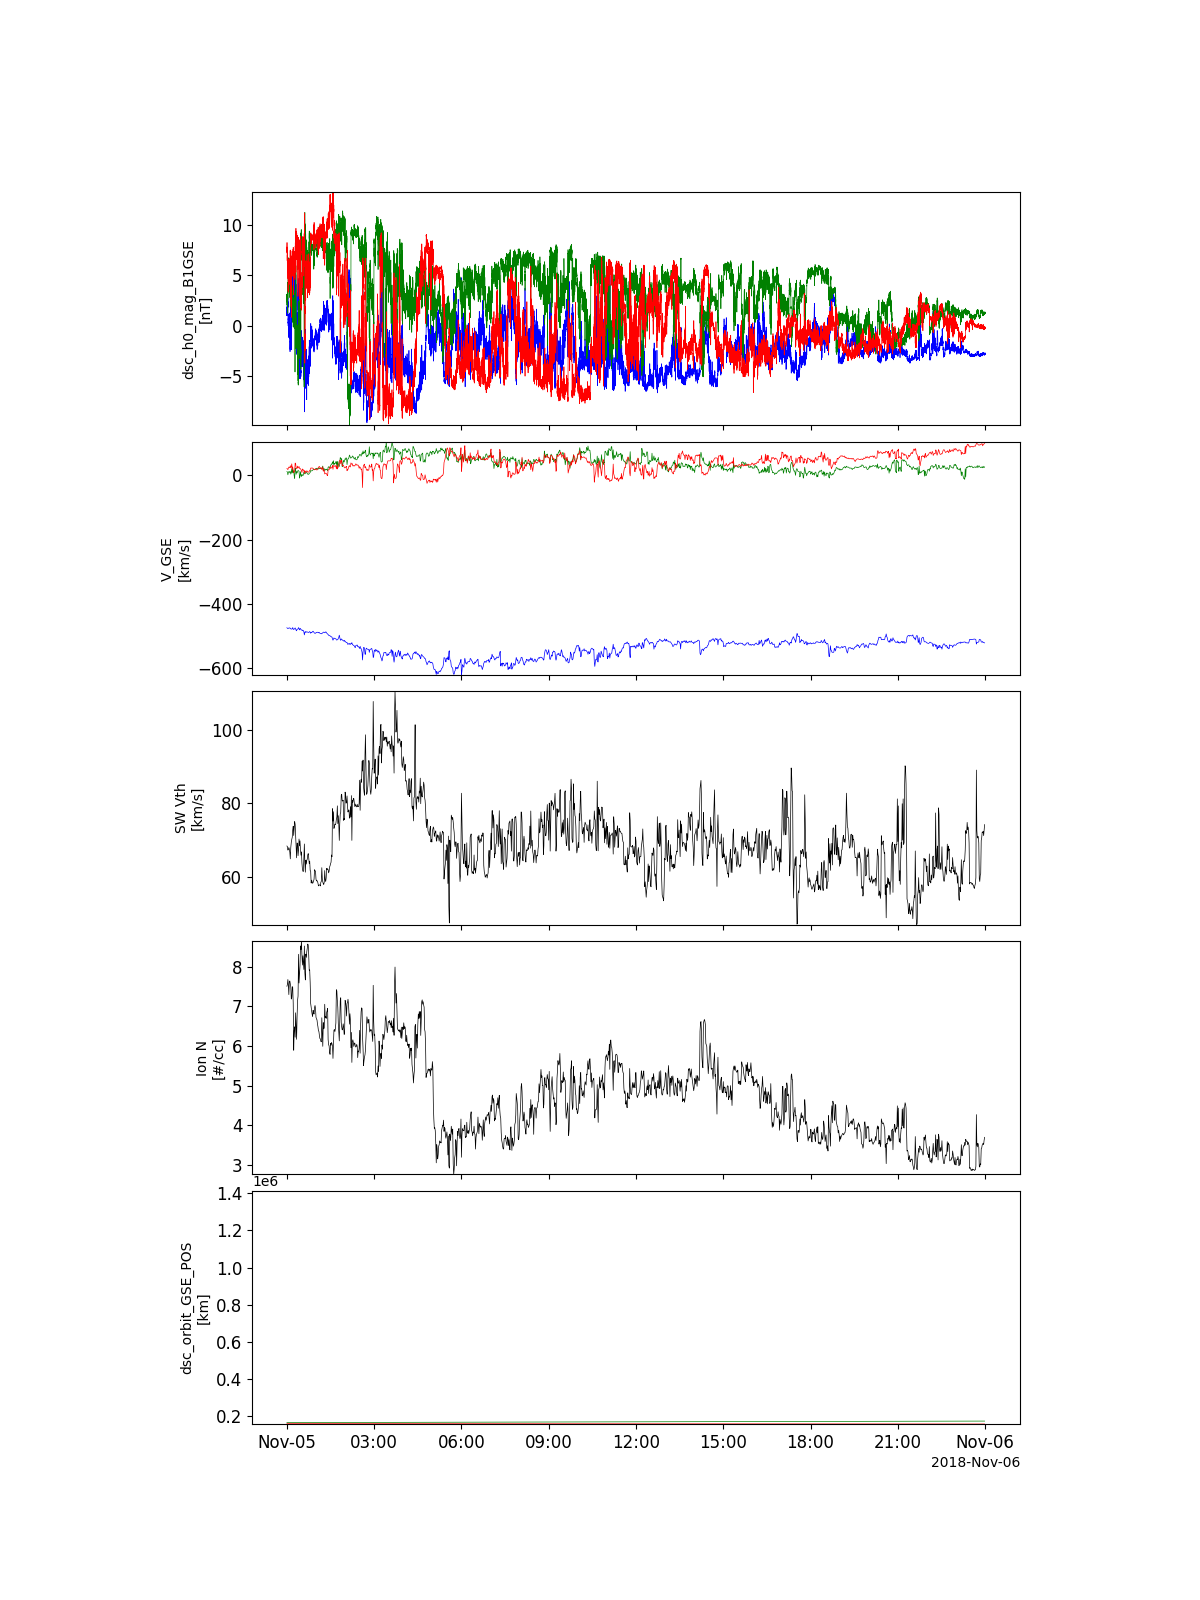 10
5
0
−5
dsc_h0_mag_B1GSE
[nT]
0
−200
−400
−600
V_GSE
[km/s]
100
80
60
SW Vth
[km/s]
8
7
6
5
4
3
Ion N
[#/cc]
1e6
1.4
1.2
1.0
0.8
0.6
0.4
0.2
dsc_orbit_GSE_POS
[km]
Nov-05 03:00 06:00 09:00 12:00 15:00 18:00 21:00 Nov-06
2018-Nov-06